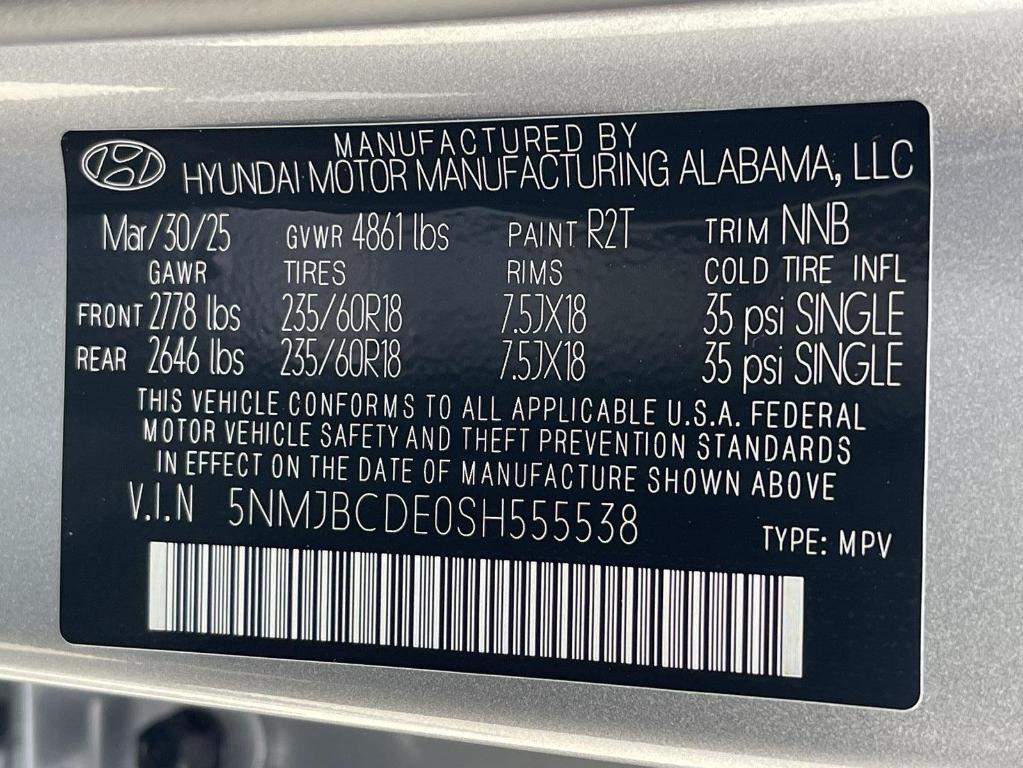 MANUFACTURED BY
HYUNDAI MOTOR MANUFACTURING ALABAMA, LLC
Mar/30/25 GVWR 4861 lbs PAINT R2T TRIM NNB
GAWR TIRES RIMS COLD TIRE INFL
FRONT 2778 lbs 235/60R18 7.5JX18 35 psi SINGLE
REAR 2646 lbs 235/60R18 7.5JX18 35 psi SINGLE
THIS VEHICLE CONFORMS TO ALL APPLICABLE U.S.A. FEDERAL
MOTOR VEHICLE SAFETY AND THEFT PREVENTION STANDARDS
IN EFFECT ON THE DATE OF MANUFACTURE SHOWN ABOVE
V.I.N 5NMJBCDE0SH555538
TYPE: MPV